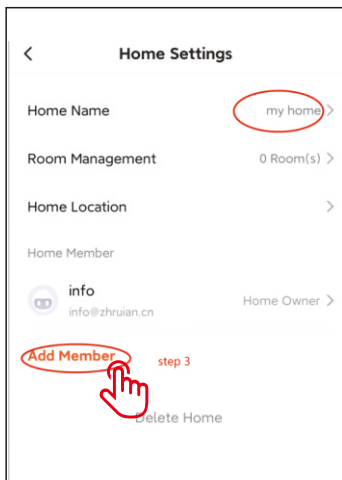 Home Settings
Home Name my home
Room Management 0 Room(s)
Home Location
Home Member
info
info@zhruian.cn
Home Owner
Add Member step 3
Delete Home